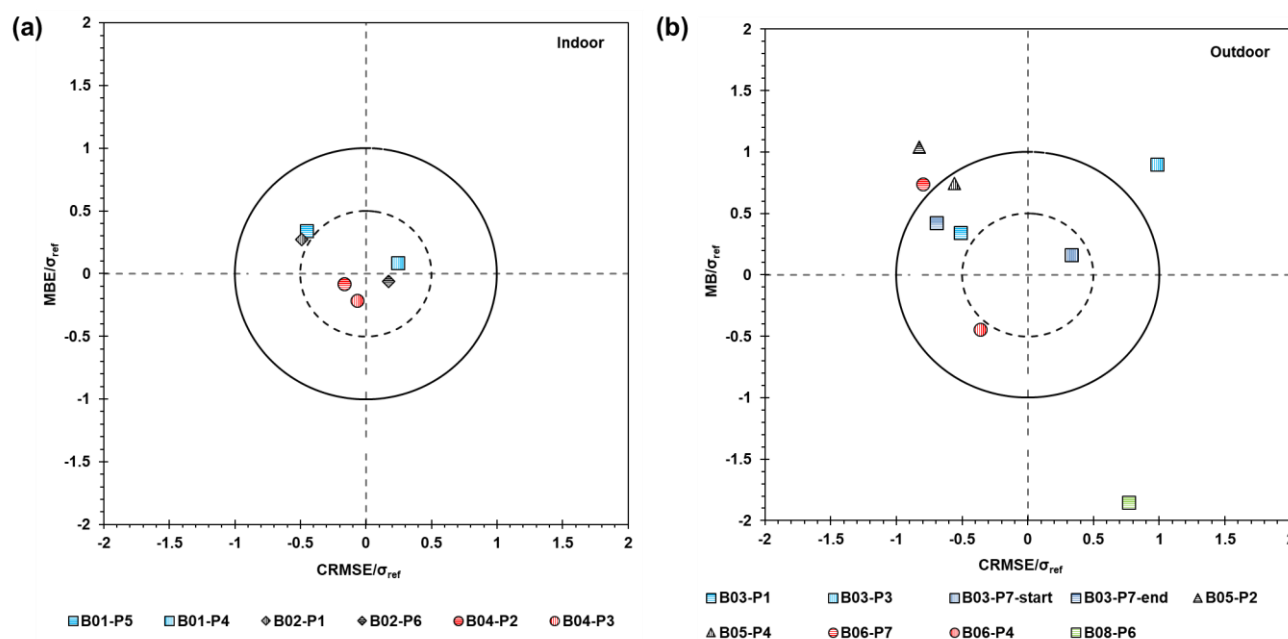 (a)
Indoor
2
1.5
1
0.5
0
-0.5
-1
-1.5
-2
MBE/σref
-2 -1.5 -1 -0.5 0 0.5 1 1.5 2
CRMSE/σref
B01-P5 B01-P4 B02-P1 B02-P6 B04-P2 B04-P3
(b)
Outdoor
2
1.5
1
0.5
0
-0.5
-1
-1.5
-2
MB/σref
-2 -1.5 -1 -0.5 0 0.5 1 1.5 2
CRMSE/σref
B03-P1 B03-P3 B03-P7-start B03-P7-end B05-P2
B05-P4 B06-P7 B06-P4 B08-P6